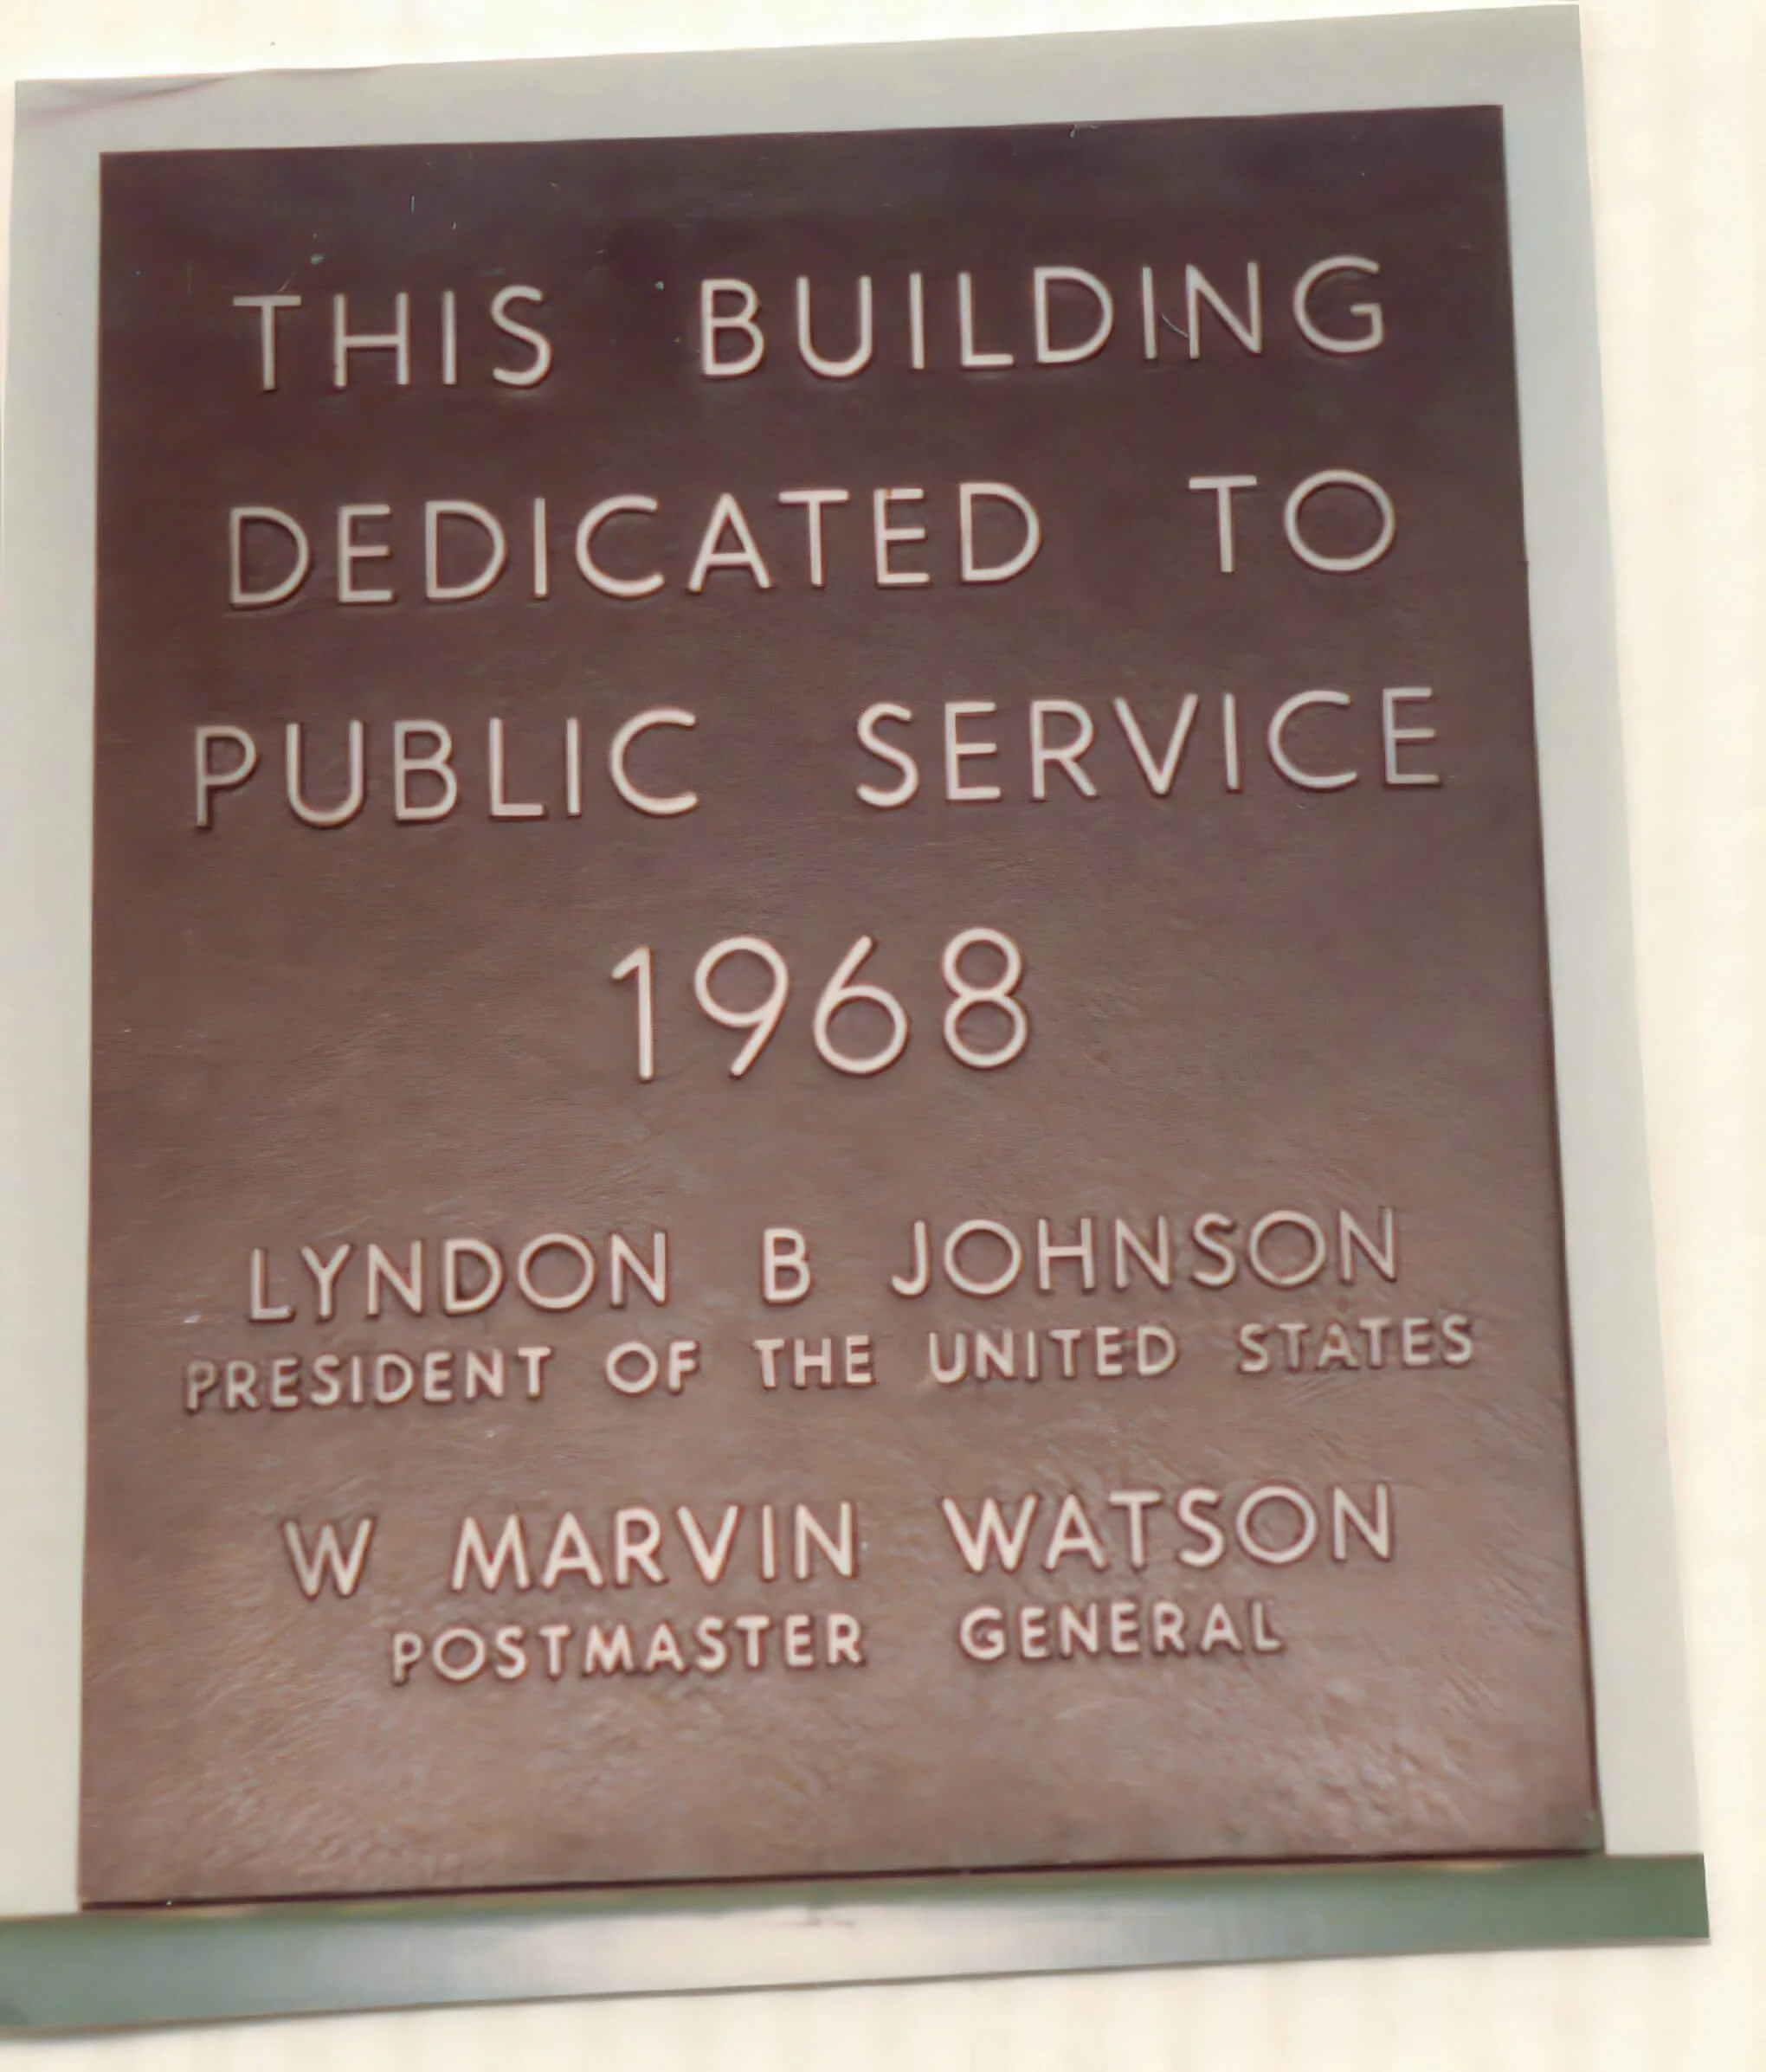 THIS BUILDING
DEDICATED TO
PUBLIC SERVICE
1968
LYNDON B JOHNSON
PRESIDENT OF THE UNITED STATES
W MARVIN WATSON
POSTMASTER GENERAL